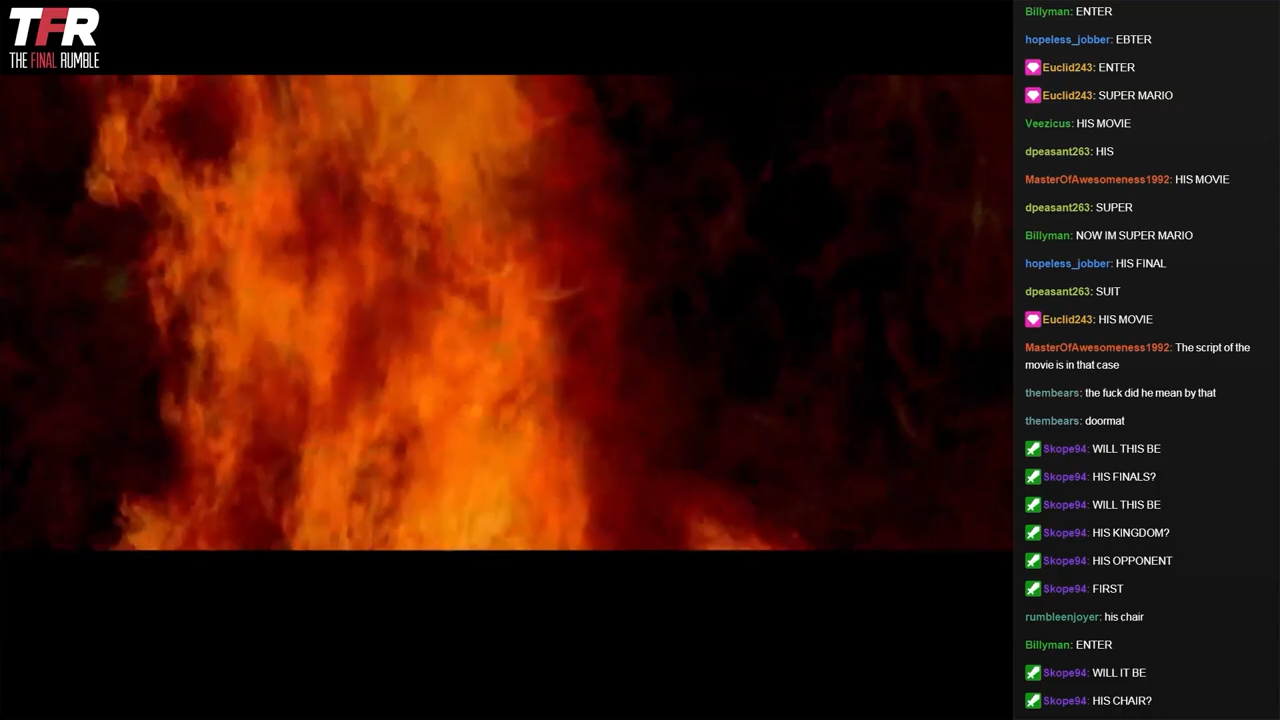 TFR
THE FINAL RUMBLE
Billyman: ENTER
hopeless_jobber: EBTER
Euclid243: ENTER
Euclid243: SUPER MARIO
Veezicus: HIS MOVIE
dpeasant263: HIS
MasterOfAwesomeness1992: HIS MOVIE
dpeasant263: SUPER
Billyman: NOW IM SUPER MARIO
hopeless_jobber: HIS FINAL
dpeasant263: SUIT
Euclid243: HIS MOVIE
MasterOfAwesomeness1992: The script of the
movie is in that case
thembears: the fuck did he mean by that
thembears: doormat
Skope94: WILL THIS BE
Skope94: HIS FINALS?
Skope94: WILL THIS BE
Skope94: HIS KINGDOM?
Skope94: HIS OPPONENT
Skope94: FIRST
rumbleenjoyer: his chair
Billyman: ENTER
Skope94: WILL IT BE
Skope94: HIS CHAIR?